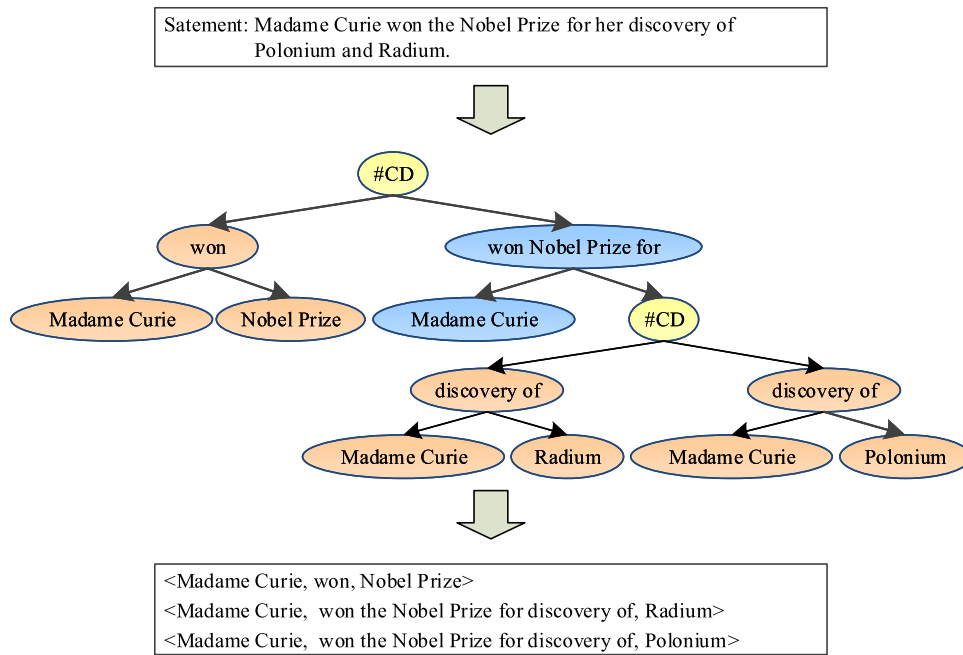 Satement: Madame Curie won the Nobel Prize for her discovery of
Polonium and Radium.
#CD
won
won Nobel Prize for
Madame Curie
Nobel Prize
Madame Curie
#CD
discovery of
discovery of
Madame Curie
Radium
Madame Curie
Polonium
<Madame Curie, won, Nobel Prize>
<Madame Curie, won the Nobel Prize for discovery of, Radium>
<Madame Curie, won the Nobel Prize for discovery of, Polonium>